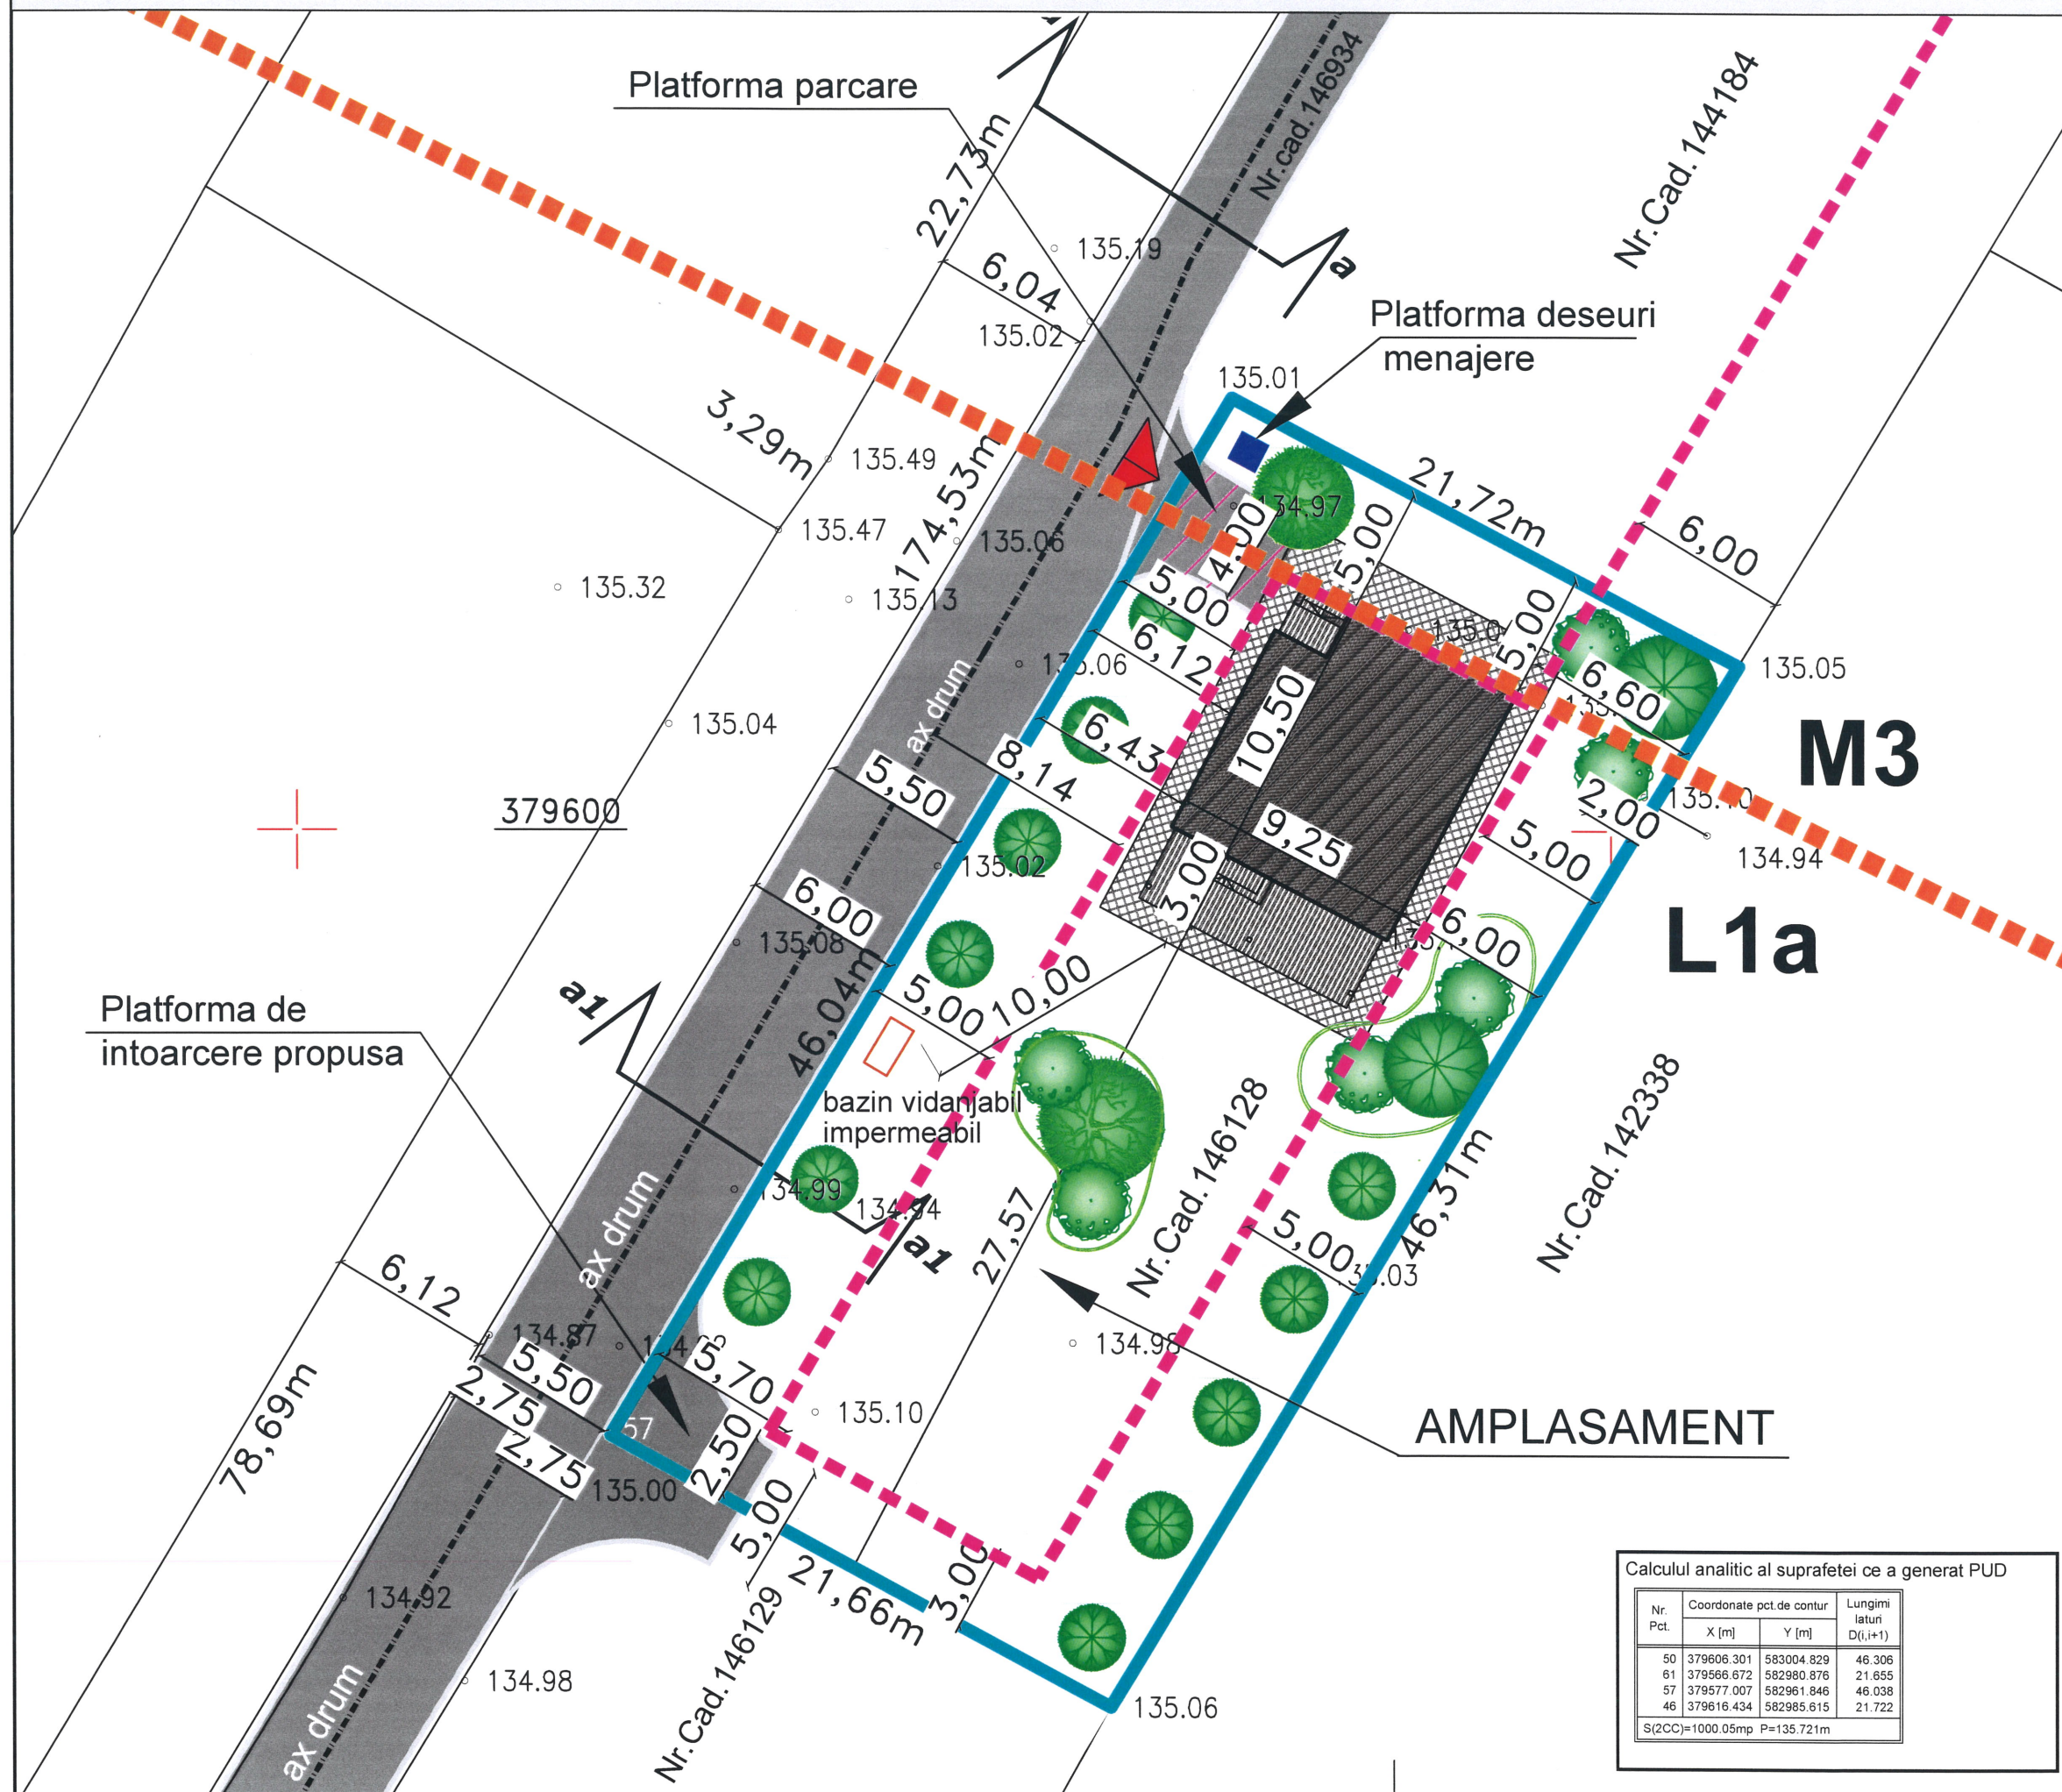 Platforma parcare
Nr.cad.146934
Nr.Cad.144184
22,73m
135.19
a
6,04
135.02
Platforma deseuri
menajere
135.01
3,29m
135.49
174,53m
21,72m
134.97
4,00
5,00
6,00
135.47
135.06
135.32
135.13
5,00
5,00
6,12
135.06
10,50
6,60
135.05
M3
135.04
ax drum
6,43
8,14
5,50
2,00
135.10
379600
9,25
5,00
134.94
135.02
3,00
6,00
6,00
L1a
135.08
46,04m
5,00
10,00
a1
Platforma de
intoarcere propusa
bazin vidanjabil
impermeabil
Nr.Cad.146128
Nr.Cad.142338
46,31m
134.99
134.94
a1
27,57
ax drum
5,00
135.03
6,12
134.87
5,70
134.98
5,50
2,75
2,75
57
135.10
AMPLASAMENT
78,69m
2,50
135.00
5,00
21,66m
3,00
134.92
Nr.Cad.146129
134.98
ax drum
135.06
Calculul analitic al suprafetei ce a generat PUD
Nr. Pct. Coordonate pct.de contur Lungimi laturi D(i,i+1)
X [m] Y [m]
50 379606.301 583004.829 46.306
61 379566.672 582980.876 21.655
57 379577.007 582961.846 46.038
46 379616.434 582985.615 21.722
S(2CC)=1000.05mp P=135.721m